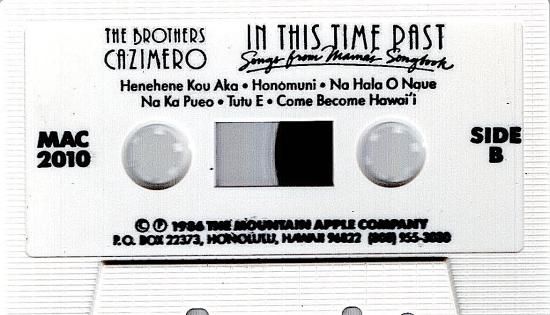 THE BROTHERS
CAZIMERO
IN THIS TIME PAST
Songs from Mama's Songbook
Henehene Kou Aka • Honomuni • Na Hala O Naue
Na Ka Pueo • Tutu E • Come Become Hawai'i
MAC
2010
SIDE
B
© ℗ 1986 THE MOUNTAIN APPLE COMPANY
P.O. BOX 22373, HONOLULU, HAWAII 96822 (808)